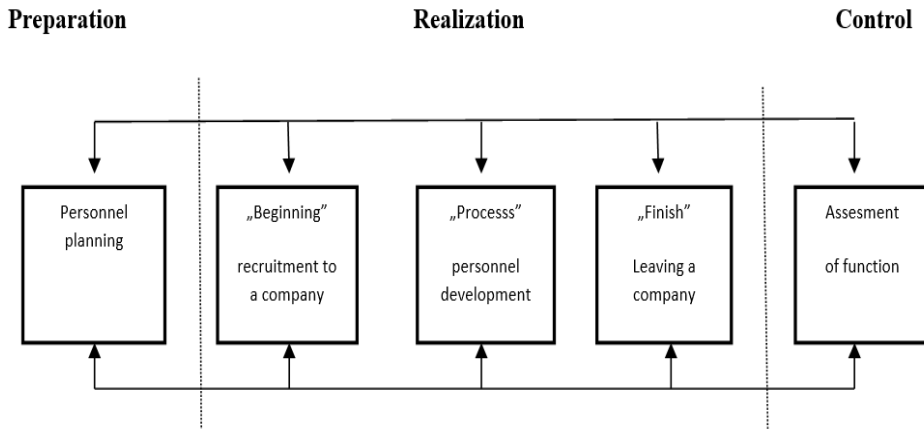 Preparation
Realization
Control
Personnel
planning
„Beginning”
recruitment to
a company
„Processs”
personnel
development
„Finish”
Leaving a
company
Assesment
of function